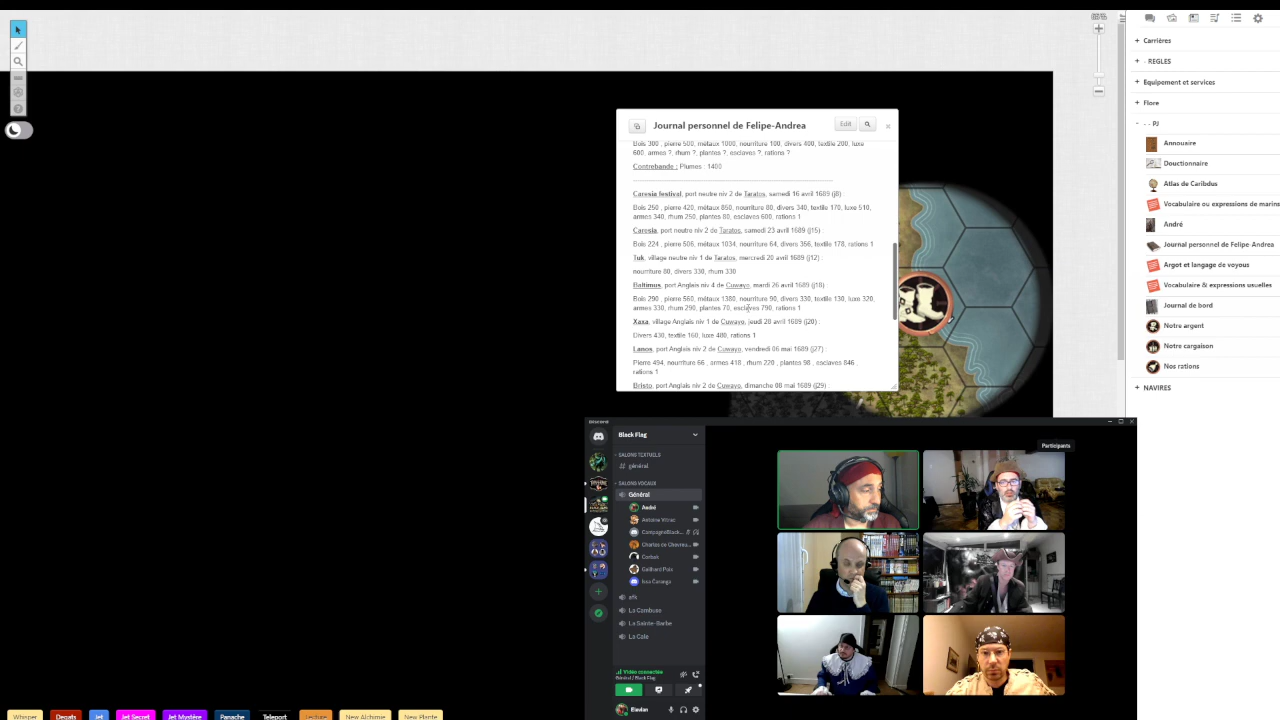 Carrières
- REGLES
Equipement et services
Flore
- - PJ
Annouaire
Douctionnaire
Atlas de Caribdus
Vocabulaire ou expressions de marins
André
Journal personnel de Felipe-Andrea
Argot et langage de voyous
Vocabulaire & expressions usuelles
Journal de bord
Notre argent
Notre cargaison
Nos rations
NAVIRES
Journal personnel de Felipe-Andrea
Edit
Bois 300 , pierre 500, métaux 1000, nourriture 100, divers 400, textile 200, luxe
600, armes ?, rhum ?, plantes ?, esclaves ?, rations ?
Contrebande : Plumes : 1400
Caresia festival, port neutre niv 2 de Taratos, samedi 16 avril 1689 (j8) :
Bois 250 , pierre 420, métaux 850, nourriture 80, divers 340, textile 170, luxe 510,
armes 340, rhum 250, plantes 80, esclaves 600, rations 1
Caresia, port neutre niv 2 de Taratos, samedi 23 avril 1689 (j15) :
Bois 224 , pierre 506, métaux 1034, nourriture 64, divers 356, textile 178, rations 1
Tuk, village neutre niv 1 de Taratos, mercredi 20 avril 1689 (j12) :
nourriture 80, divers 330, rhum 330
Baltimus, port Anglais niv 4 de Cuwayo, mardi 26 avril 1689 (j18) :
Bois 290 , pierre 560, métaux 1380, nourriture 90, divers 330, textile 130, luxe 320,
armes 330, rhum 290, plantes 70, esclaves 790, rations 1
Xaxa, village Anglais niv 1 de Cuwayo, jeudi 28 avril 1689 (j20) :
Divers 430, textile 160, luxe 480, rations 1
Lanos, port Anglais niv 2 de Cuwayo, vendredi 06 mai 1689 (j27) :
Pierre 494, nourriture 66 , armes 418 , rhum 220 , plantes 98 , esclaves 846 ,
rations 1
Bristo, port Anglais niv 2 de Cuwayo, dimanche 08 mai 1689 (j29)
Black Flag
SALONS TEXTUELS
général
SALONS VOCAUX
Général
André
Antoine Vitrac
CompagnieBlack...
Charles de Chevreu...
Corbak
Gailhard Poix
Issa Caranga
afk
La Cambuse
La Sainte-Barbe
La Cale
Vidéo connectée
Général / Black Flag
Elavian
Participants
Whisper
Degats
Jet
Jet Secret
Jet Mystère
Panache
Teleport
Lecture
New Alchimie
New Plante